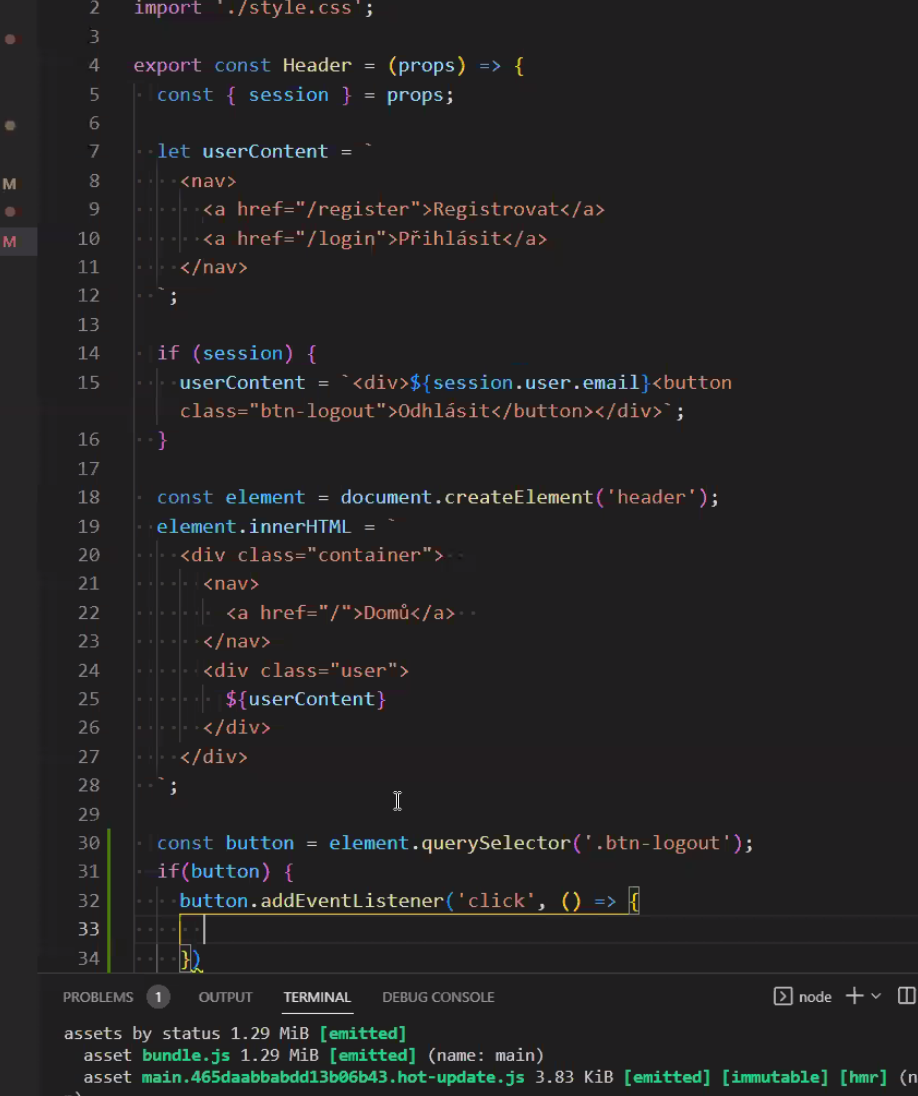 2 import './style.css';
3
4 export const Header = (props) => {
5 const { session } = props;
6
7 let userContent = `
8 <nav>
9 <a href="/register">Registrovat</a>
10 <a href="/login">Přihlásit</a>
11 </nav>
12 `;
13
14 if (session) {
15 userContent = `<div>${session.user.email}<button
class="btn-logout">Odhlásit</button></div>`;
16 }
17
18 const element = document.createElement('header');
19 element.innerHTML = `
20 <div class="container">
21 <nav>
22 <a href="/">Domů</a>
23 </nav>
24 <div class="user">
25 ${userContent}
26 </div>
27 </div>
28 `;
29
30 const button = element.querySelector('.btn-logout');
31 if(button) {
32 button.addEventListener('click', () => {
33
34 })
M
M
PROBLEMS 1 OUTPUT TERMINAL DEBUG CONSOLE node
assets by status 1.29 MiB [emitted]
asset bundle.js 1.29 MiB [emitted] (name: main)
asset main.465daabbabdd13b06b43.hot-update.js 3.83 KiB [emitted] [immutable] [hmr] (n